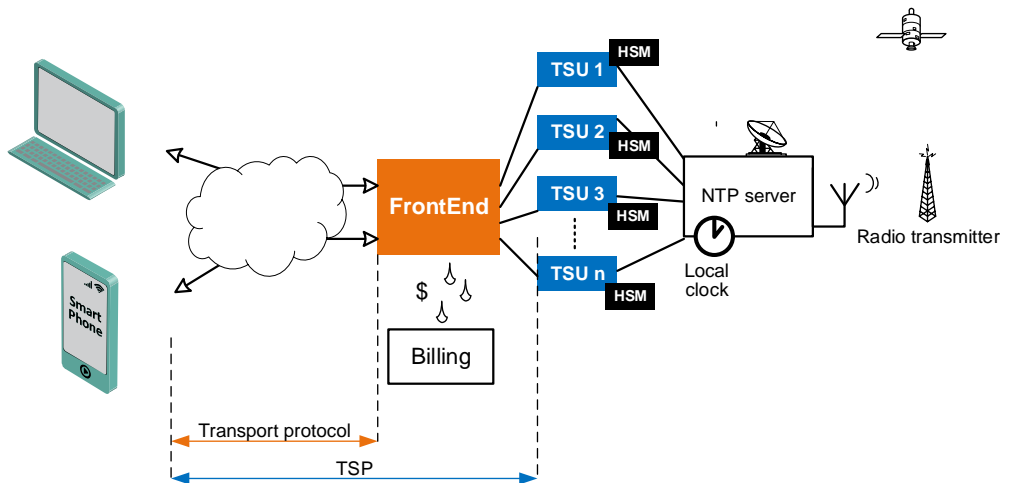 HSM
TSU 1
TSU 2
HSM
TSU 3
HSM
TSU n
HSM
FrontEnd
NTP server
Radio transmitter
Local
clock
$
Billing
Smart
Phone
Transport protocol
TSP